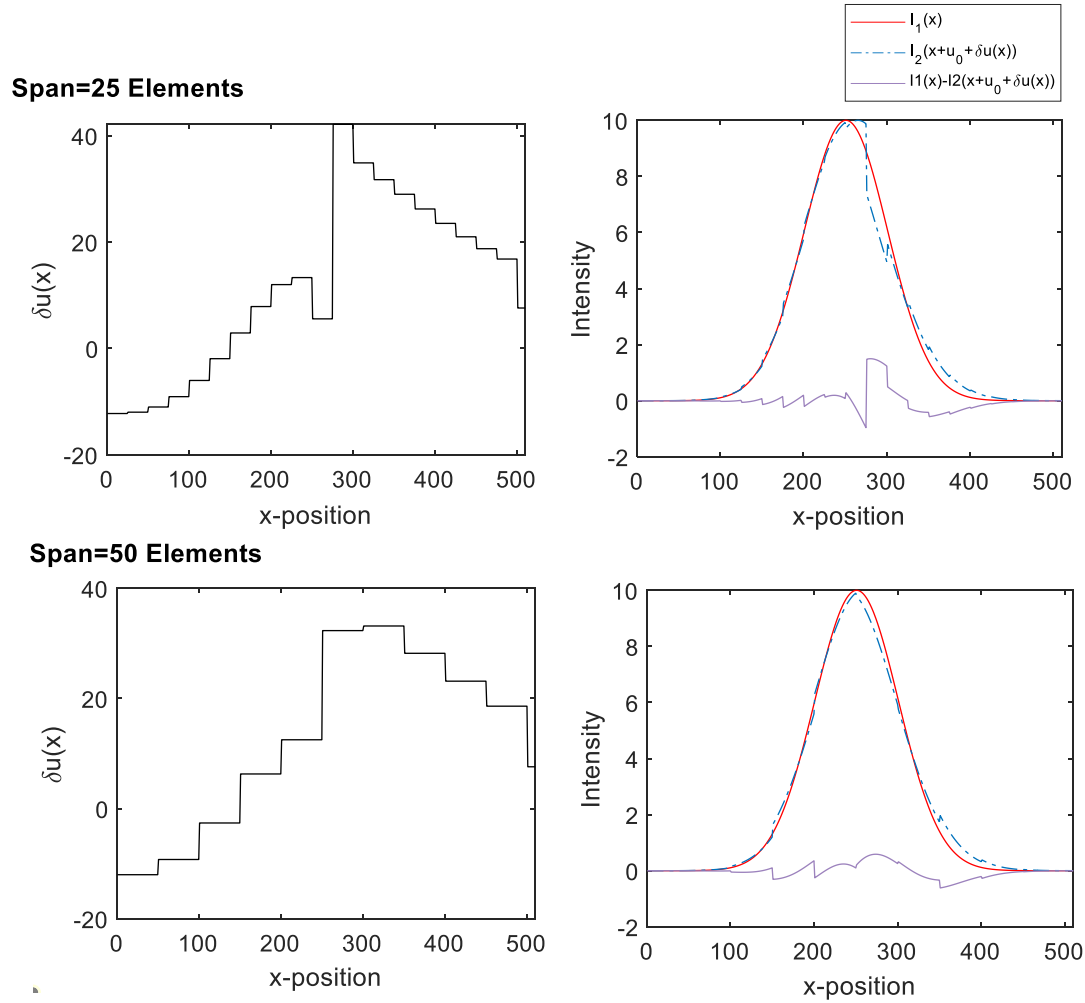 I₁(x)
I₂(x+u₀+δu(x))
I1(x)-I2(x+u₀+δu(x))
Span=25 Elements
40
20
0
-20
δu(x)
0 100 200 300 400 500
x-position
10
8
6
4
2
0
-2
Intensity
0 100 200 300 400 500
x-position
Span=50 Elements
40
20
0
-20
δu(x)
0 100 200 300 400 500
x-position
10
8
6
4
2
0
-2
Intensity
0 100 200 300 400 500
x-position